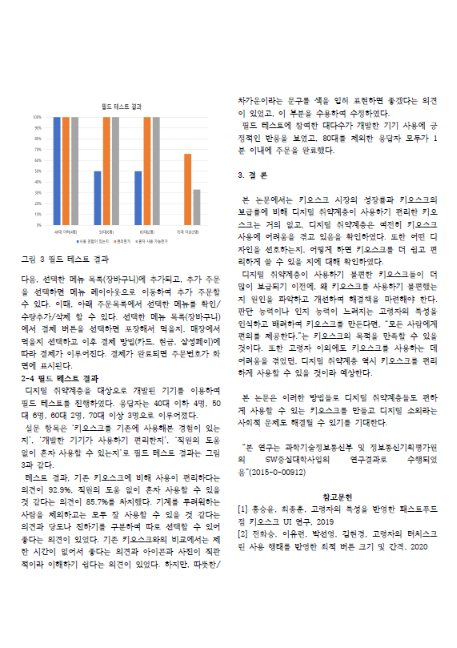 필드 테스트 결과
100%
90%
80%
70%
60%
50%
40%
30%
20%
10%
0%
40대 이하(4명)
50대(6명)
60대(2명)
70대 이상(3명)
그림 3 필드 테스트 결과
다음, 선택한 메뉴 목록(장바구니)에 추가되고, 추가 주문
을 선택하면 메뉴 레이아웃으로 이동하여 추가 주문할
수 있다. 이때, 아래 주문목록에서 선택한 메뉴를 확인/
수량추가/삭제 할 수 있다. 선택한 메뉴 목록(장바구니)
에서 결제 버튼을 선택하면 포장해서 먹을지, 매장에서
먹을지 선택하고 이후 결제 방법(카드, 현금, 삼성페이)에
따라 결제가 이루어진다. 결제가 완료되면 주문번호가 화
면에 표시된다.
2-4 필드 테스트 결과
디지털 취약계층을 대상으로 개발된 기기를 이용하여
필드 테스트를 진행하였다. 응답자는 40대 이하 4명, 50
대 6명, 60대 2명, 70대 이상 3명으로 이루어졌다.
설문 항목은 '키오스크를 기존에 사용해본 경험이 있는
지', '개발한 기기가 사용하기 편리한지', '직원의 도움
없이 혼자 사용할 수 있는지'로 필드 테스트 결과는 그림
3과 같다.
테스트 결과, 기존 키오스크에 비해 사용이 편리하다는
의견이 92.9%, 직원의 도움 없이 혼자 사용할 수 있을
것 같다는 의견이 85.7%를 차지했다. 기계를 두려워하는
사람을 제외하고는 모두 잘 사용할 수 있을 것 같다는
의견과 당도나 진하기를 구분하여 따로 선택할 수 있어
좋다는 의견이 있었다. 기존 키오스크와의 비교에서는 제
한 시간이 없어서 좋다는 의견과 아이콘과 사진이 직관
적이라 이해하기 쉽다는 의견이 있었다. 하지만, 따뜻한/
차가운이라는 문구를 색을 입혀 표현하면 좋겠다는 의견
이 있었고, 이 부분을 수용하여 수정하였다.
필드 테스트에 참여한 대다수가 개발한 기기 사용에 긍
정적인 반응을 보였고, 80대를 제외한 응답자 모두가 1
분 이내에 주문을 완료했다.
3. 결 론
본 논문에서는 키오스크 시장의 성장률과 키오스크의
보급률에 비해 디지털 취약계층이 사용하기 편리한 키오
스크는 거의 없고, 디지털 취약계층은 여전히 키오스크
사용에 어려움을 겪고 있음을 확인하였다. 또한 어떤 디
자인을 선호하는지, 어떻게 하면 키오스크를 더 쉽고 편
리하게 쓸 수 있을 지에 대해 확인하였다.
디지털 취약계층이 사용하기 불편한 키오스크들이 더
많이 보급되기 이전에, 왜 키오스크를 사용하기 불편했는
지 원인을 파악하고 개선하여 해결책을 마련해야 한다.
판단 능력이나 인지 능력이 느려지는 고령자의 특성을
인식하고 배려하여 키오스크를 만든다면, "모든 사람에게
편의를 제공한다."는 키오스크의 목적을 만족할 수 있을
것이다. 또한 고령자 이외에도 키오스크를 사용하는 데
어려움을 겪었던, 디지털 취약계층 역시 키오스크를 편리
하게 사용할 수 있을 것이라 예상한다.
본 논문은 이러한 방법들로 디지털 취약계층들도 편하
게 사용할 수 있는 키오스크를 만들고 디지털 소외라는
사회적 문제도 해결될 수 있기를 기대한다.
"본 연구는 과학기술정보통신부 및 정보통신기획평가원
의 SW중심대학사업의 연구결과로 수행되었
음"(2015-0-00912)
참고문헌
[1] 홍승윤, 최종훈, 고령자의 특성을 반영한 패스트푸드
점 키오스크 UI 연구, 2019
[2] 전화승, 이유련, 박선영, 김현경, 고령자의 터치스크
린 사용 행태를 반영한 최적 버튼 크기 및 간격, 2020